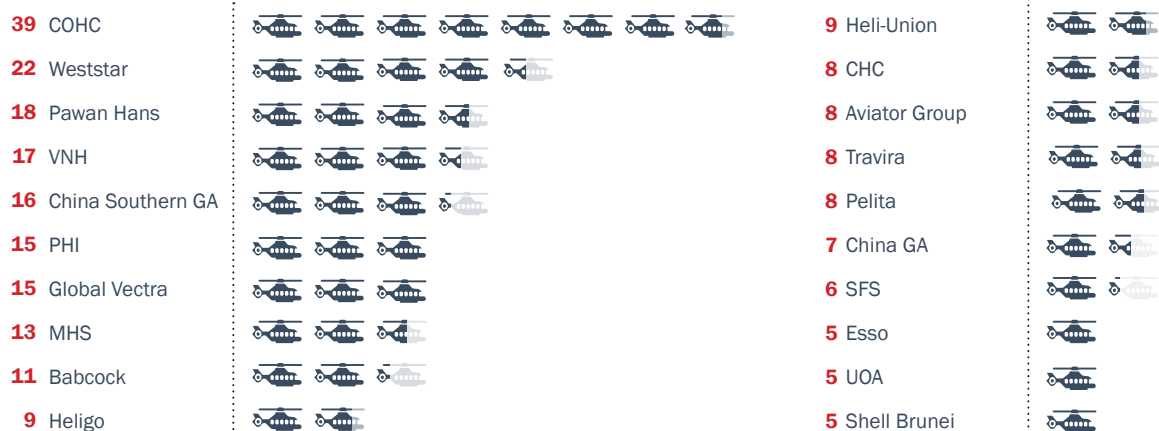 39 COHC
22 Weststar
18 Pawan Hans
17 VNH
16 China Southern GA
15 PHI
15 Global Vectra
13 MHS
11 Babcock
9 Heligo
9 Heli-Union
8 CHC
8 Aviator Group
8 Travira
8 Pelita
7 China GA
6 SFS
5 Esso
5 UOA
5 Shell Brunei